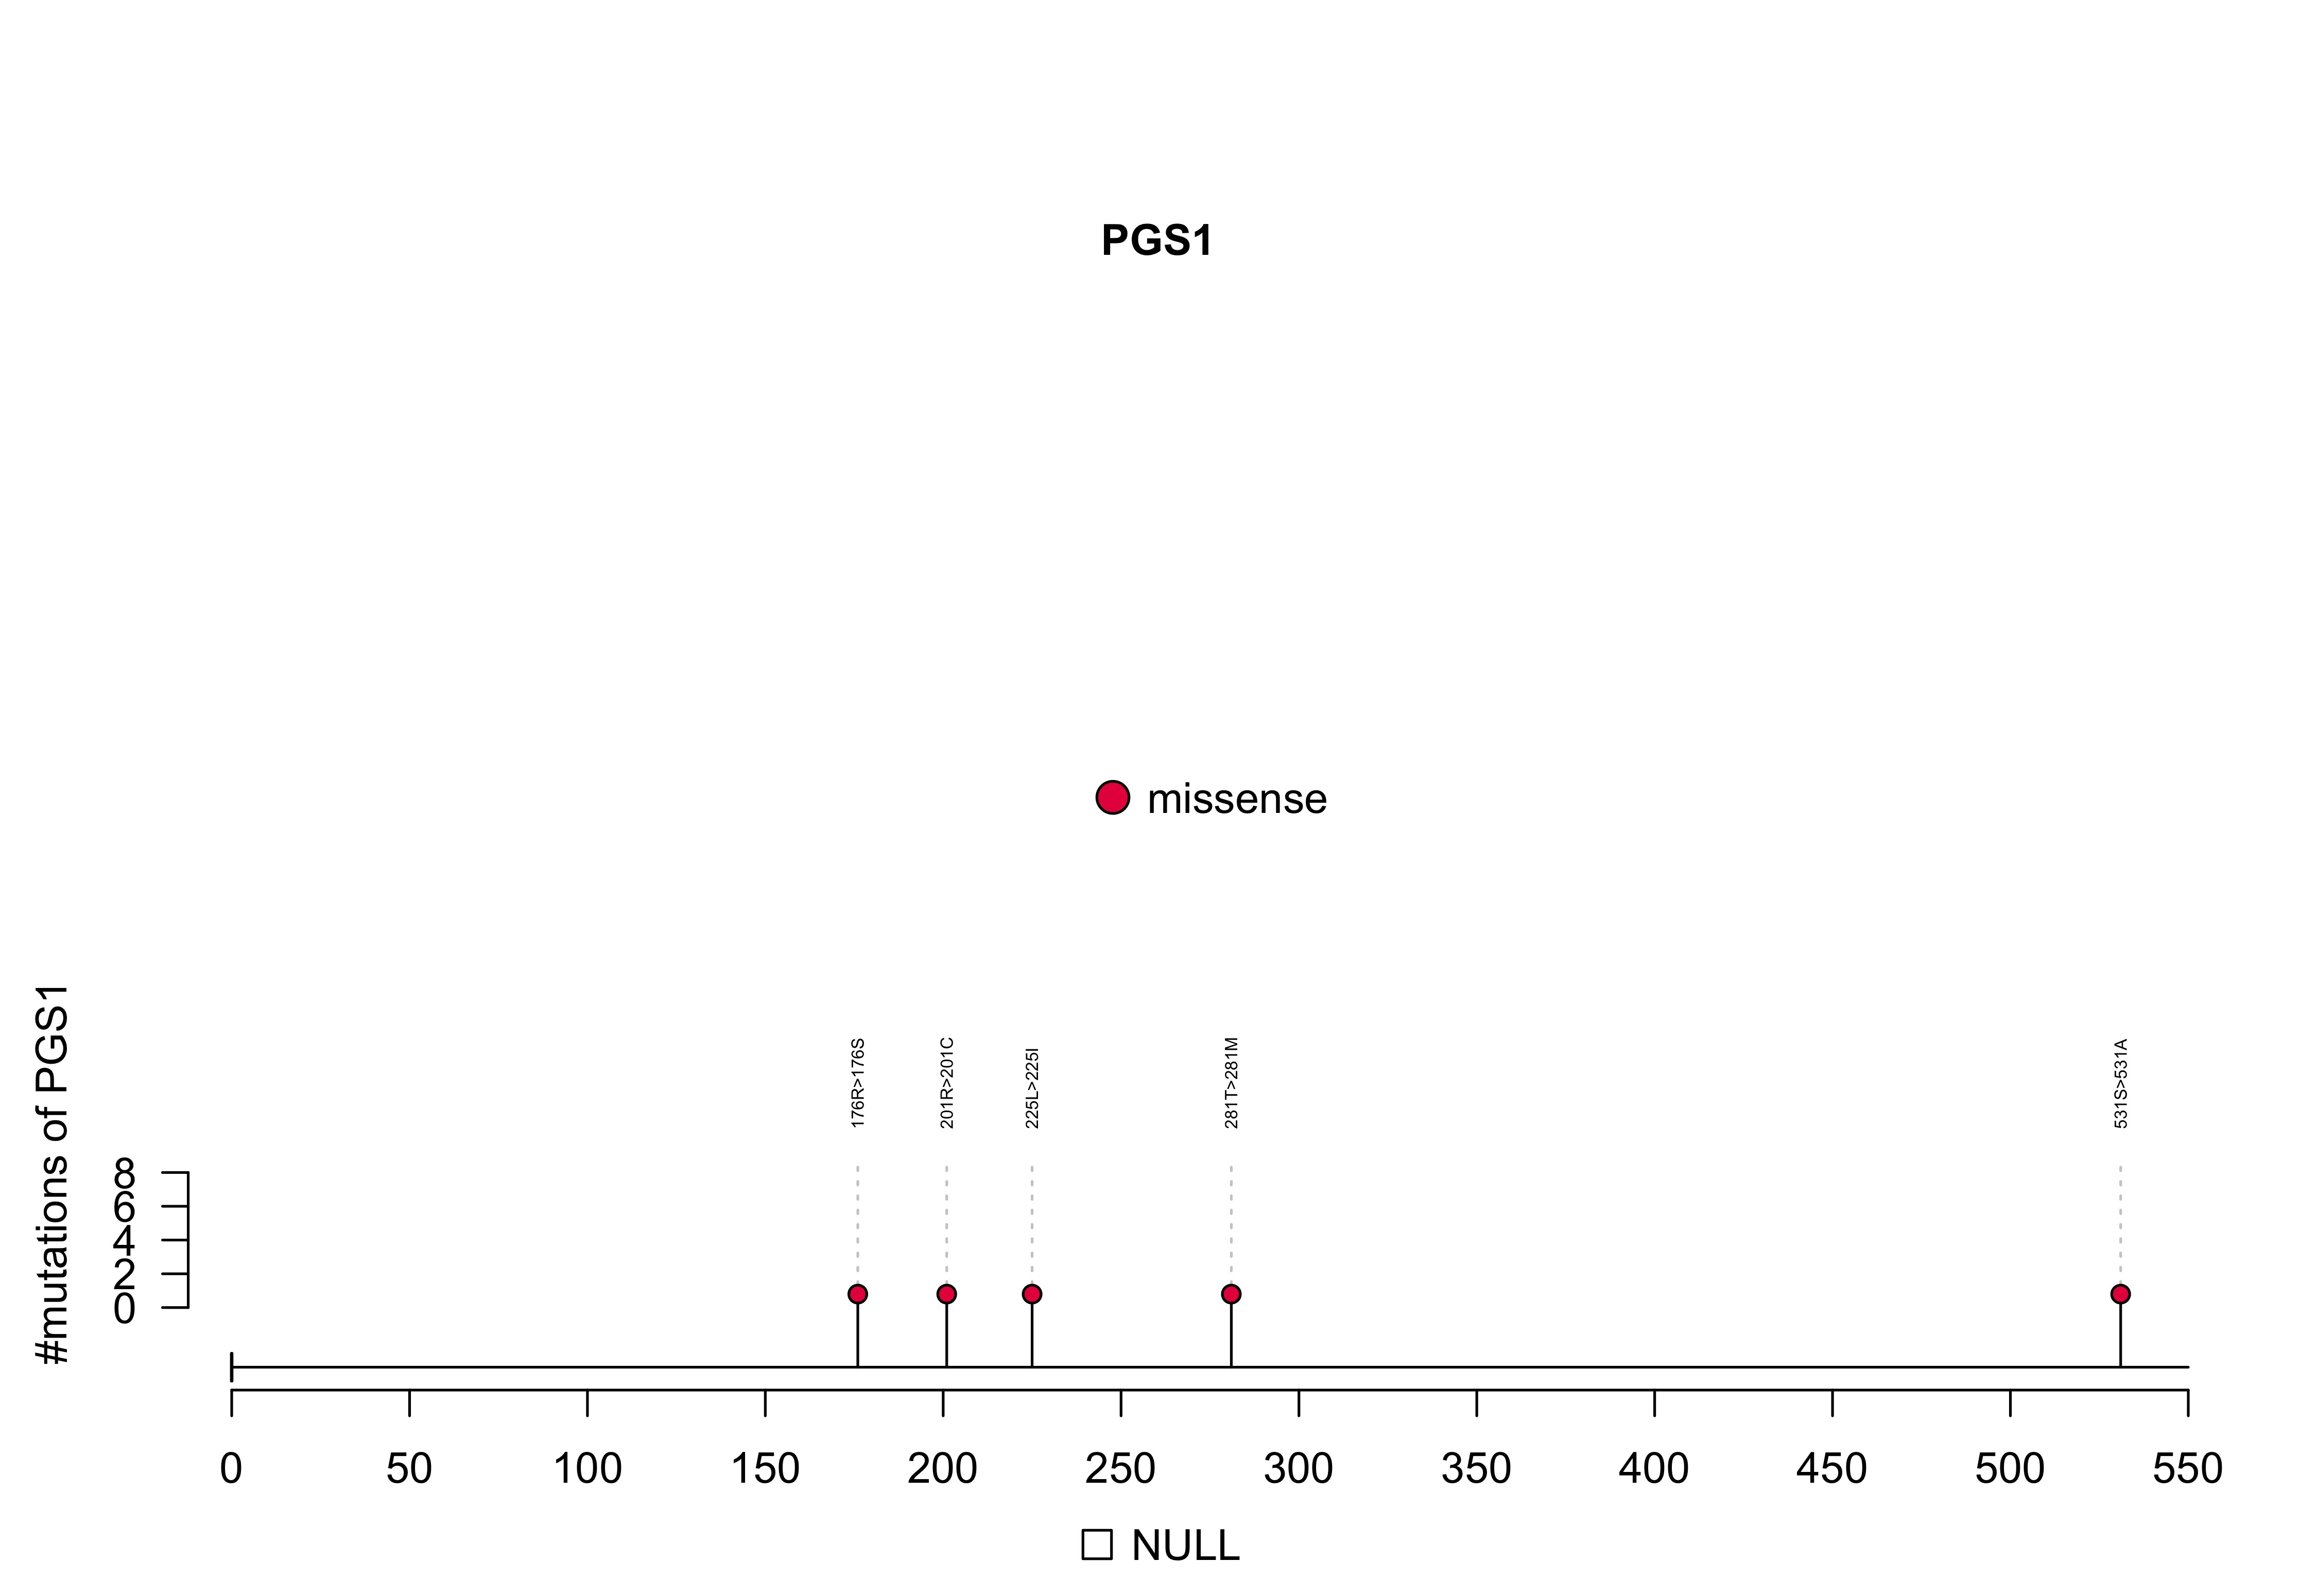 PGS1
missense
#mutations of PGS1
176R>176S
201R>201C
225L>225I
281T>281M
531S>531A
8
6
4
2
0
0 50 100 150 200 250 300 350 400 450 500 550
NULL